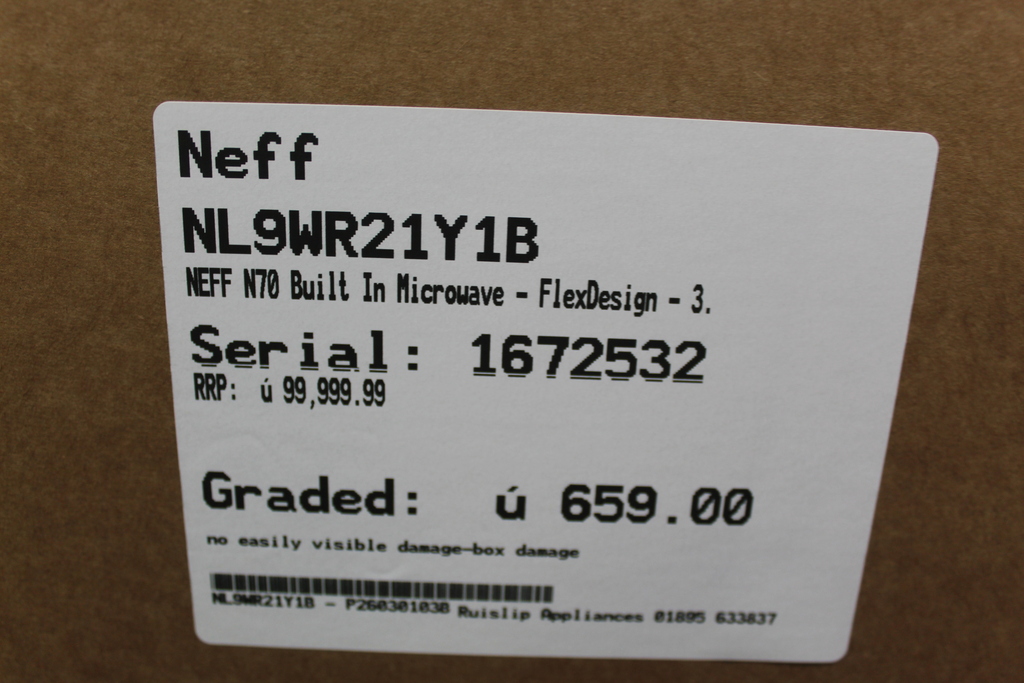 Neff
NL9WR21Y1B
NEFF N70 Built In Microwave - FlexDesign - 3.
Serial: 1672532
RRP: ú 99,999.99
Graded: ú 659.00
no easily visible damage-box damage
NL9WR21Y1B - P26030103B Ruislip Appliances 01895 633837